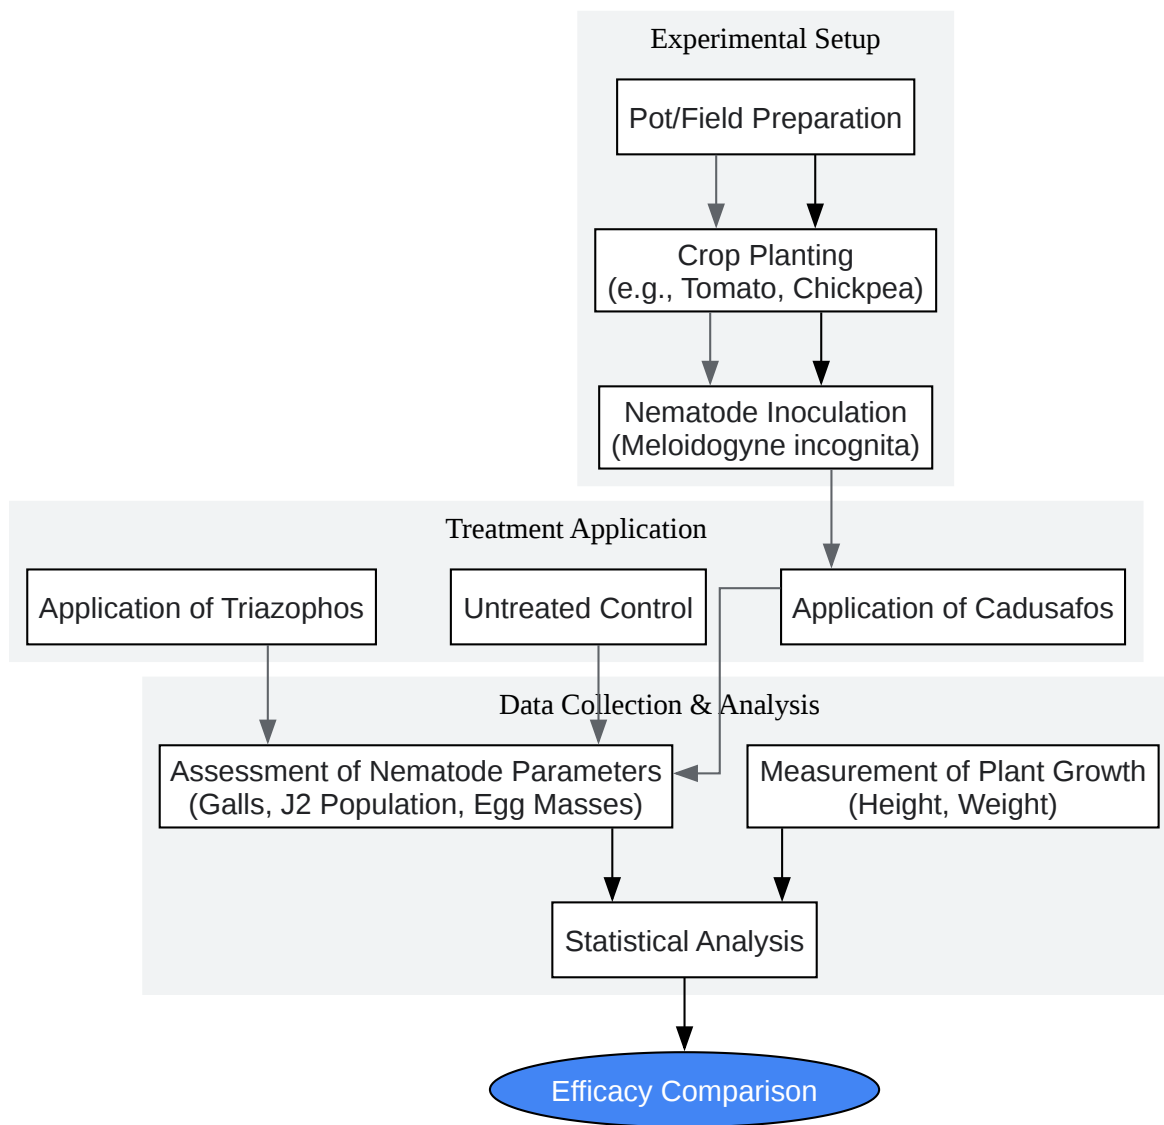 Experimental Setup
Pot/Field Preparation
Crop Planting
(e.g., Tomato, Chickpea)
Nematode Inoculation
(Meloidogyne incognita)
Treatment Application
Application of Triazophos
Untreated Control
Application of Cadusafos
Data Collection & Analysis
Assessment of Nematode Parameters
(Galls, J2 Population, Egg Masses)
Measurement of Plant Growth
(Height, Weight)
Statistical Analysis
Efficacy Comparison